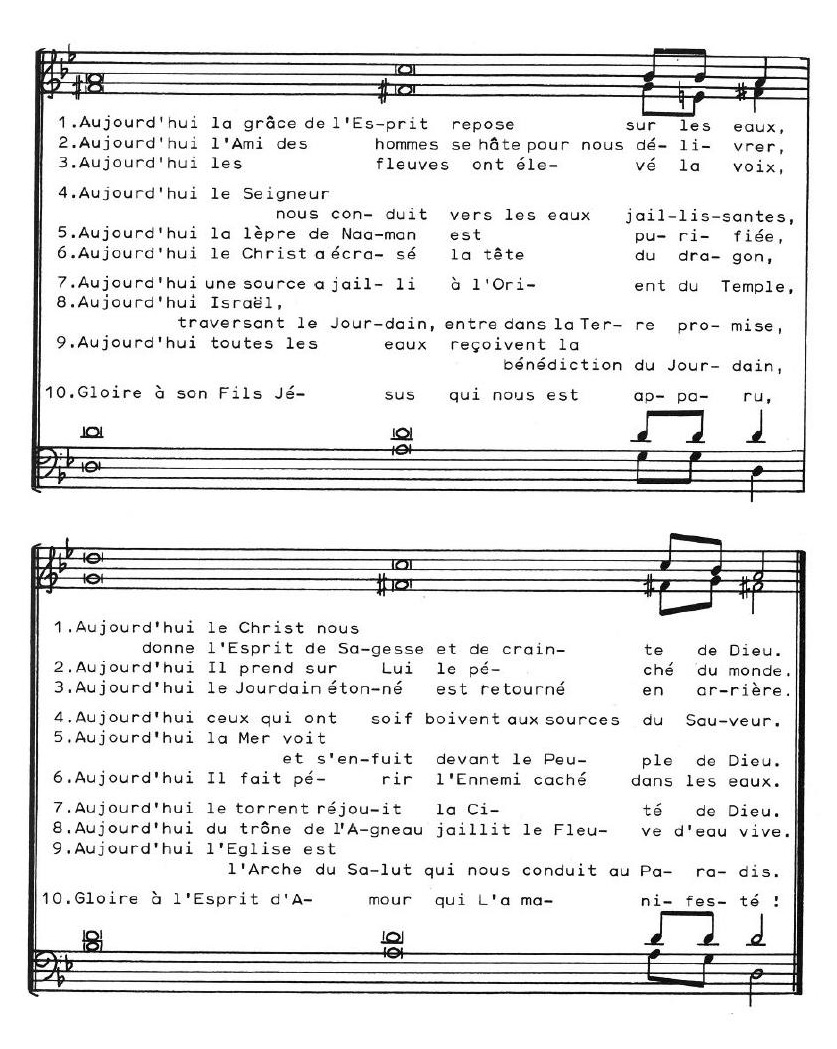 1.Aujourd'hui la grâce de l'Es-prit repose sur les eaux,
2.Aujourd'hui l'Ami des hommes se hâte pour nous dé- li- vrer,
3.Aujourd'hui les fleuves ont éle- vé la voix,
4.Aujourd'hui le Seigneur
nous con- duit vers les eaux jail-lis-santes,
5.Aujourd'hui la lèpre de Naa-man est pu- ri- fiée,
6.Aujourd'hui le Christ a écra- sé la tête du dra- gon,
7.Aujourd'hui une source a jail- li à l'Ori- ent du Temple,
8.Aujourd'hui Israël,
traversant le Jour-dain, entre dans la Ter- re pro- mise,
9.Aujourd'hui toutes les eaux reçoivent la
bénédiction du Jour- dain,
10.Gloire à son Fils Jé- sus qui nous est ap- pa- ru,
1.Aujourd'hui le Christ nous
donne l'Esprit de Sa-gesse et de crain- te de Dieu.
2.Aujourd'hui Il prend sur Lui le pé- ché du monde.
3.Aujourd'hui le Jourdain éton-né est retourné en ar-rière.
4.Aujourd'hui ceux qui ont soif boivent aux sources du Sau-veur.
5.Aujourd'hui la Mer voit
et s'en-fuit devant le Peu- ple de Dieu.
6.Aujourd'hui Il fait pé- rir l'Ennemi caché dans les eaux.
7.Aujourd'hui le torrent réjou-it la Ci- té de Dieu.
8.Aujourd'hui du trône de l'A-gneau jaillit le Fleu- ve d'eau vive.
9.Aujourd'hui l'Eglise est
l'Arche du Sa-lut qui nous conduit au Pa- ra- dis.
10.Gloire à l'Esprit d'A- mour qui L'a ma- ni- fes- té !